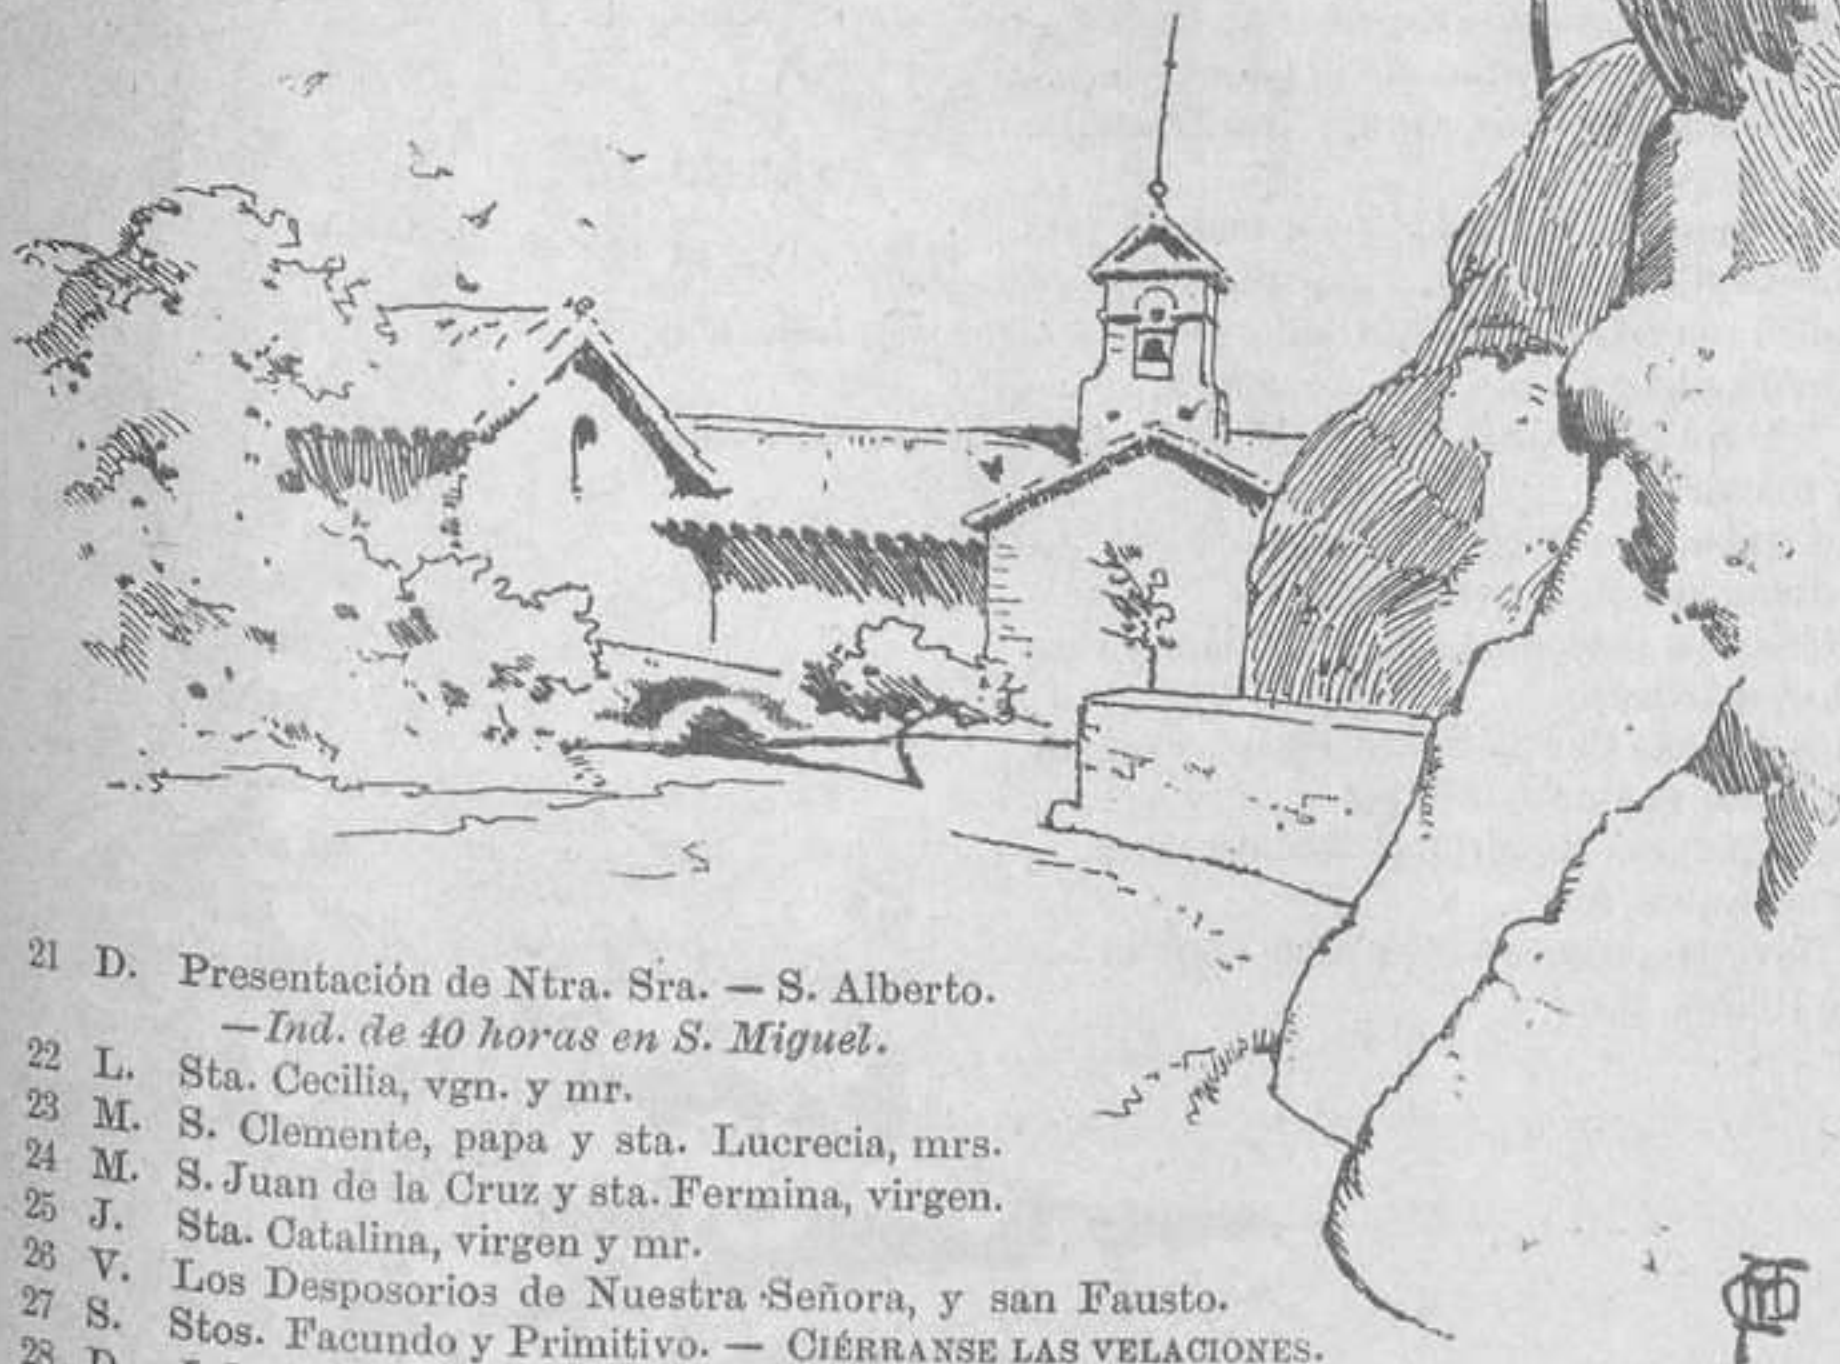 21 D. Presentación de Ntra. Sra. — S. Alberto.
—Ind. de 40 horas en S. Miguel.
22 L. Sta. Cecilia, vgn. y mr.
23 M. S. Clemente, papa y sta. Lucrecia, mrs.
24 M. S. Juan de la Cruz y sta. Fermina, virgen.
25 J. Sta. Catalina, virgen y mr.
26 V. Los Desposorios de Nuestra Señora, y san Fausto.
27 S. Stos. Facundo y Primitivo. — CIÉRRANSE LAS VELACIONES.
28 D.